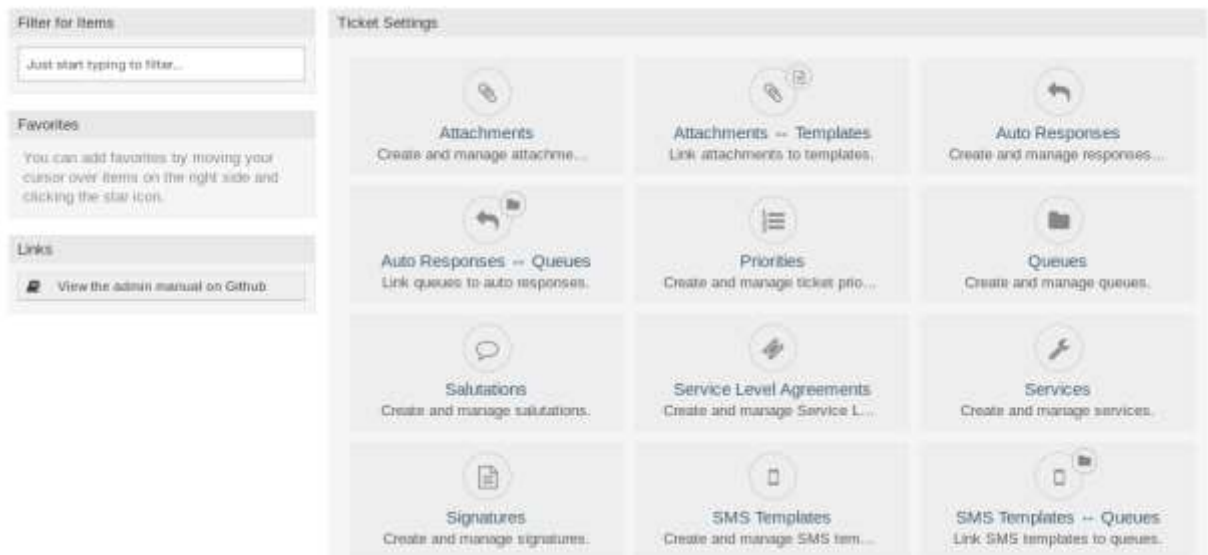 Filter for Items
Just start typing to filter...
Favorites
You can add favorites by moving your
cursor over items on the right side and
clicking the star icon.
Links
View the admin manual on Github
Ticket Settings
Attachments
Create and manage attachme...
Attachments ↔ Templates
Link attachments to templates.
Auto Responses
Create and manage responses...
Auto Responses ↔ Queues
Link queues to auto responses.
Priorities
Create and manage ticket prio...
Queues
Create and manage queues.
Salutations
Create and manage salutations.
Service Level Agreements
Create and manage Service L...
Services
Create and manage services.
Signatures
Create and manage signatures.
SMS Templates
Create and manage SMS tem...
SMS Templates ↔ Queues
Link SMS templates to queues.